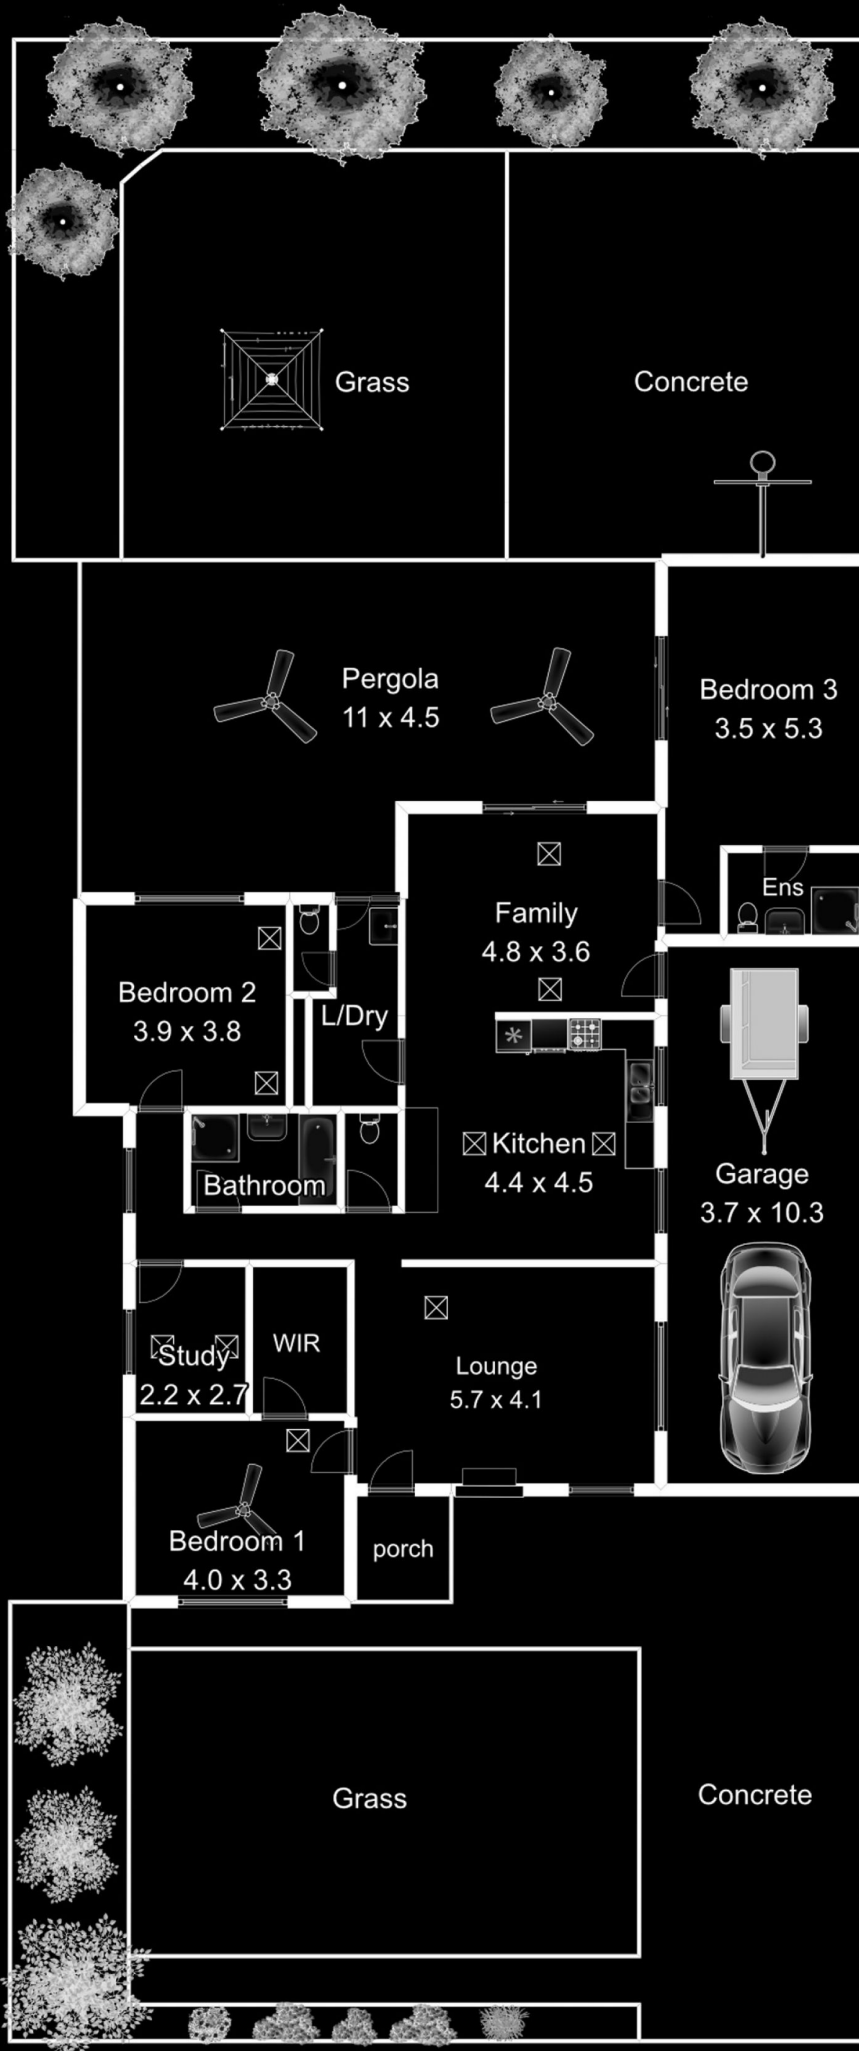 Grass
Concrete
Pergola
11 x 4.5
Bedroom 3
3.5 x 5.3
Ens
Family
4.8 x 3.6
Bedroom 2
3.9 x 3.8
L/Dry
Kitchen
4.4 x 4.5
Bathroom
Garage
3.7 x 10.3
Study
2.2 x 2.7
WIR
Lounge
5.7 x 4.1
Bedroom 1
4.0 x 3.3
porch
Grass
Concrete